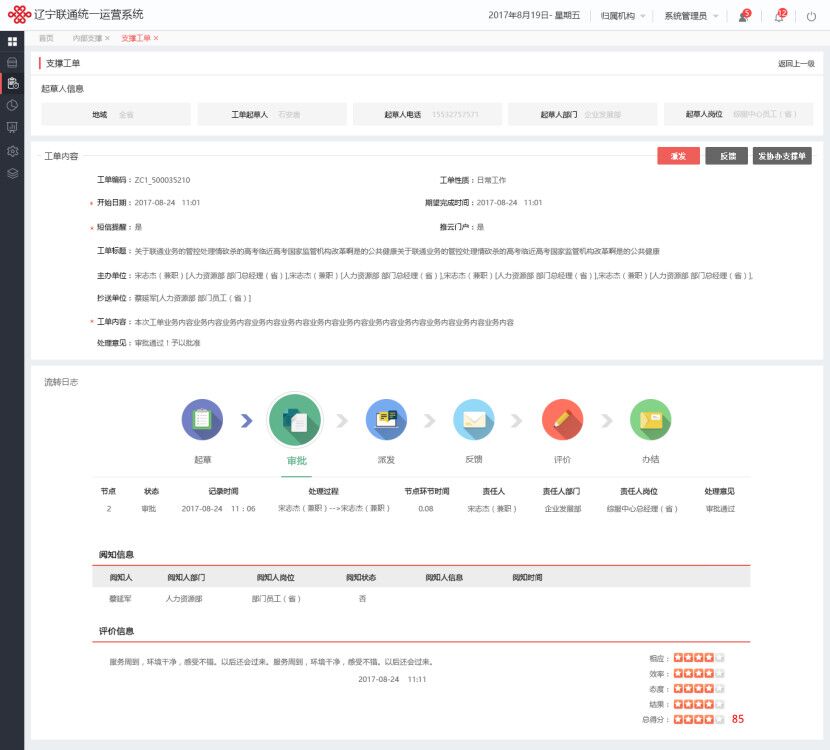 辽宁联通统一运营系统
2017年8月19日- 星期五 归属机构 系统管理员 5 12
首页 内部支撑 × 支撑工单 ×
支撑工单 返回上一级
起草人信息
地域 全省 工单起草人 石安唐 起草人电话 15532757571 起草人部门 企业发展部 起草人岗位 综服中心员工（省）
工单内容 派发 反馈 发协办支撑单
工单编码：ZC1_500035210 工单性质：日常工作
* 开始日期：2017-08-24 11:01 期望完成时间：2017-08-24 11:01
* 短信提醒：是 推云门户：是
工单标题：关于联通业务的管控处理情砍杀的高考临近高考国家监管机构改革啊是的公共健康关于联通业务的管控处理情砍杀的高考临近高考国家监管机构改革啊是的公共健康
主办单位：宋志杰（兼职）[人力资源部 部门总经理（省）],宋志杰（兼职）[人力资源部 部门总经理（省）],宋志杰（兼职）[人力资源部 部门总经理（省）],宋志杰（兼职）[人力资源部 部门总经理（省）],
抄送单位：蔡延军[人力资源部 部门员工（省）]
* 工单内容：本次工单业务内容业务内容业务内容业务内容业务内容业务内容业务内容业务内容业务内容业务内容业务内容业务内容
处理意见：审批通过！予以批准
流转日志
起草 审批 派发 反馈 评价 办结
节点 状态 记录时间 处理过程 节点环节时间 责任人 责任人部门 责任人岗位 处理意见
2 审批 2017-08-24 11：06 宋志杰（兼职）-->宋志杰（兼职） 0.08 宋志杰（兼职） 企业发展部 综服中心总经理（省） 审批通过
阅知信息
阅知人 阅知人部门 阅知人岗位 阅知状态 阅知人信息 阅知时间
蔡延军 人力资源部 部门员工（省） 否
评价信息
服务周到，环境干净，感受不错。以后还会过来。服务周到，环境干净，感受不错。以后还会过来。
2017-08-24 11:11
相应：
效率：
态度：
结果：
总得分： 85